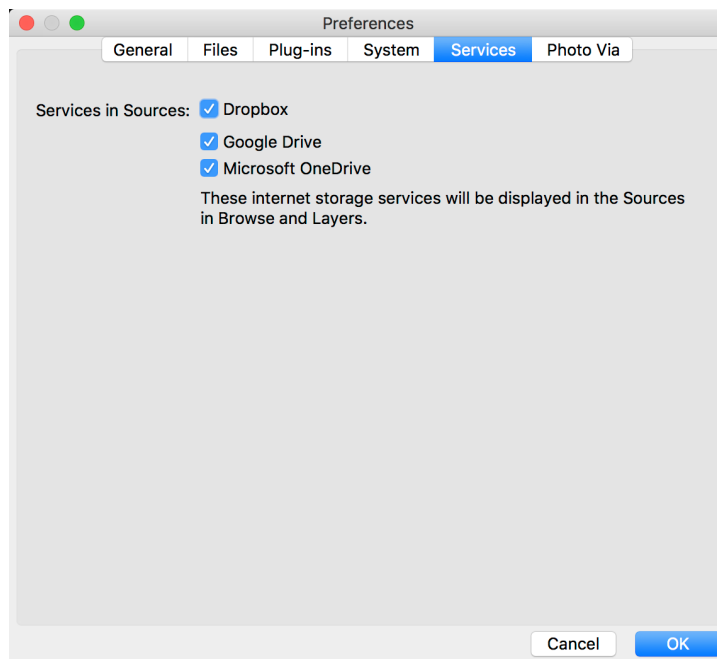 Preferences
General Files Plug-ins System Services Photo Via
Services in Sources: Dropbox
Google Drive
Microsoft OneDrive
These internet storage services will be displayed in the Sources
in Browse and Layers.
Cancel OK